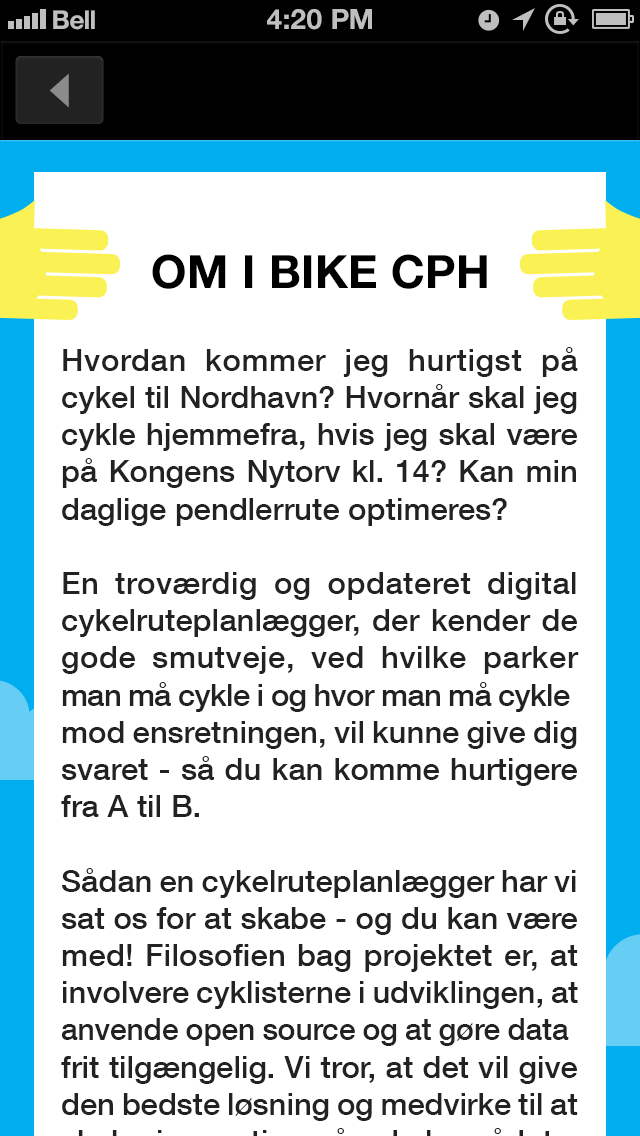 Bell
4:20 PM
OM I BIKE CPH
Hvordan kommer jeg hurtigst på
cykel til Nordhavn? Hvornår skal jeg
cykle hjemmefra, hvis jeg skal være
på Kongens Nytorv kl. 14? Kan min
daglige pendlerrute optimeres?
En troværdig og opdateret digital
cykelruteplanlægger, der kender de
gode smutveje, ved hvilke parker
man må cykle i og hvor man må cykle
mod ensretningen, vil kunne give dig
svaret - så du kan komme hurtigere
fra A til B.
Sådan en cykelruteplanlægger har vi
sat os for at skabe - og du kan være
med! Filosofien bag projektet er, at
involvere cyklisterne i udviklingen, at
anvende open source og at gøre data
frit tilgængelig. Vi tror, at det vil give
den bedste løsning og medvirke til at